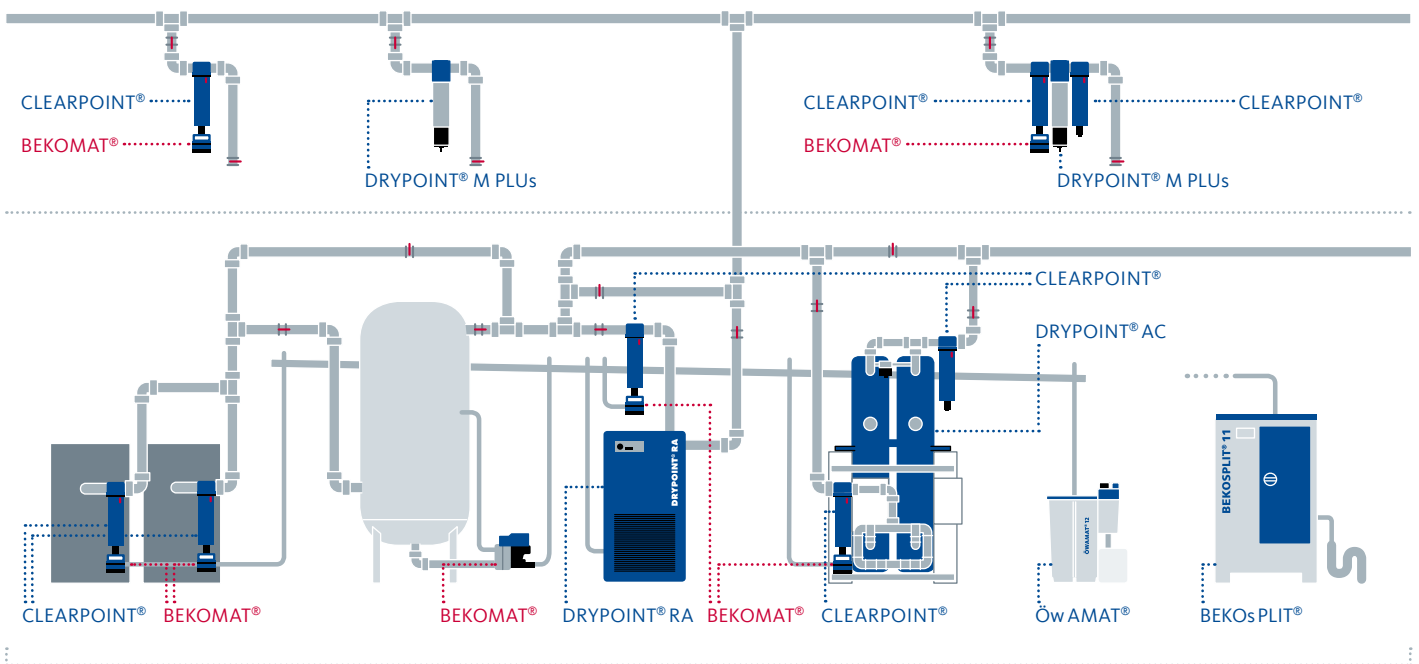 CLEARPOINT®
BEKOMAT®
DRYPOINT® M PLUs
CLEARPOINT®
CLEARPOINT®
BEKOMAT®
DRYPOINT® M PLUs
CLEARPOINT®
DRYPOINT® AC
DRYPOINT® RA
BEKOSPLIT® 11
ÖWAMAT® 12
CLEARPOINT®
BEKOMAT®
BEKOMAT®
DRYPOINT® RA
BEKOMAT®
CLEARPOINT®
Öw AMAT®
BEKOs PLIT®